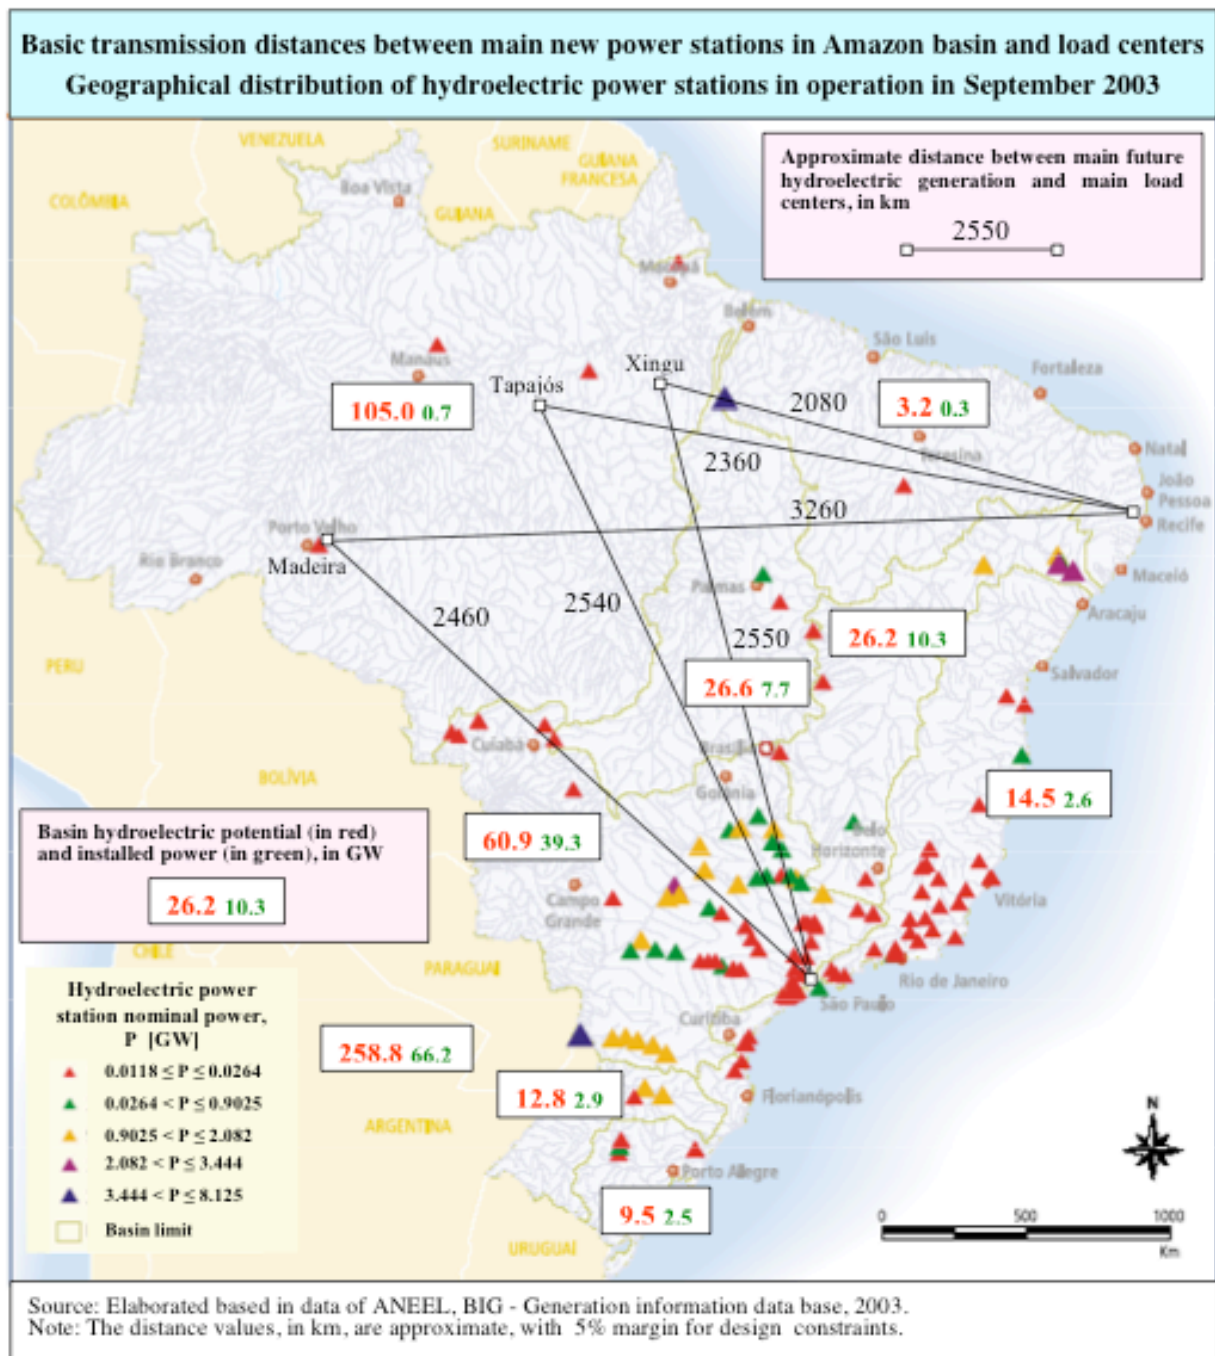 Basic transmission distances between main new power stations in Amazon basin and load centers
Geographical distribution of hydroelectric power stations in operation in September 2003
VENEZUELA
SURINAME
GUIANA
FRANCESA
COLÔMBIA
Boa Vista
GUIANA
Approximate distance between main future
hydroelectric generation and main load
centers, in km
2550
Macapá
Belém
São Luis
Fortaleza
Manaus
Tapajós
Xingu
105.0 0.7
2080
3.2 0.3
Teresina
Natal
2360
João
Pessoa
Recife
3260
Porto Velho
Madeira
Rio Branco
Maceió
Palmas
Aracaju
2460
2540
2550
26.2 10.3
PERU
26.6 7.7
Salvador
Cuiabá
Brasília
BOLÍVIA
Goiânia
14.5 2.6
Basin hydroelectric potential (in red)
and installed power (in green), in GW
26.2 10.3
60.9 39.3
Belo
Horizonte
Campo
Grande
Vitória
CHILE
PARAGUAI
Rio de Janeiro
São Paulo
Hydroelectric power
station nominal power,
P [GW]
0.0118 ≤ P ≤ 0.0264
0.0264 < P ≤ 0.9025
0.9025 < P ≤ 2.082
2.082 < P ≤ 3.444
3.444 < P ≤ 8.125
Basin limit
Curitiba
258.8 66.2
12.8 2.9
Florianópolis
ARGENTINA
N
Porto Alegre
9.5 2.5
URUGUAI
0 500 1000
Km
Source: Elaborated based in data of ANEEL, BIG - Generation information data base, 2003.
Note: The distance values, in km, are approximate, with 5% margin for design constraints.